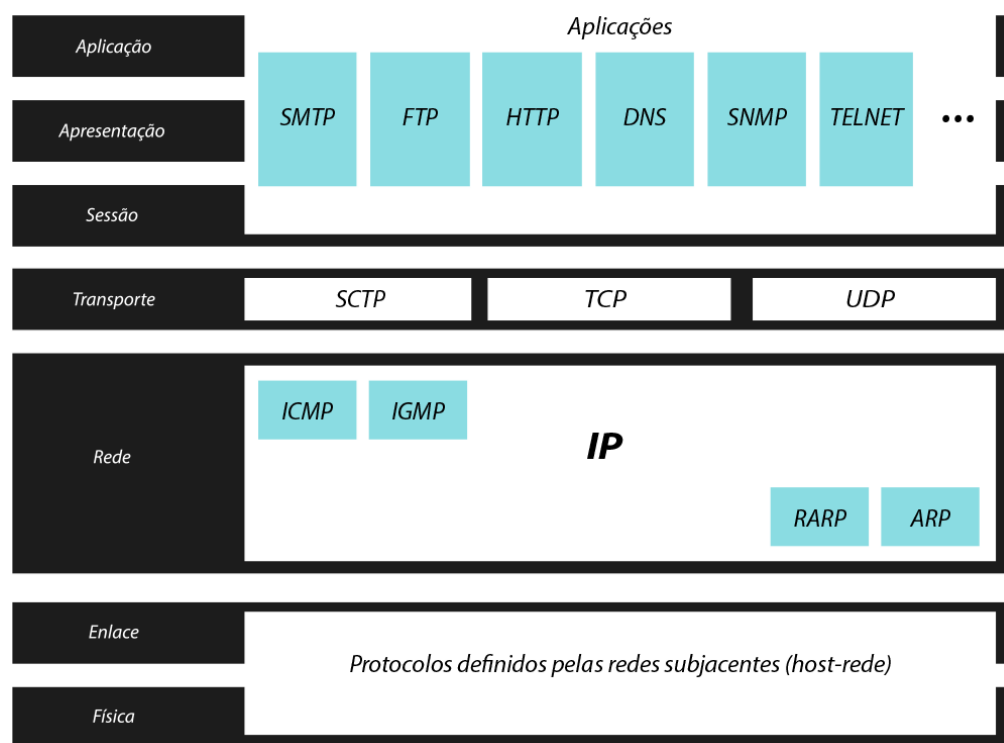 Aplicação
Aplicações
Apresentação
SMTP FTP HTTP DNS SNMP TELNET ...
Sessão
Transporte
SCTP TCP UDP
Rede
ICMP IGMP
IP
RARP ARP
Enlace
Protocolos definidos pelas redes subjacentes (host-rede)
Física